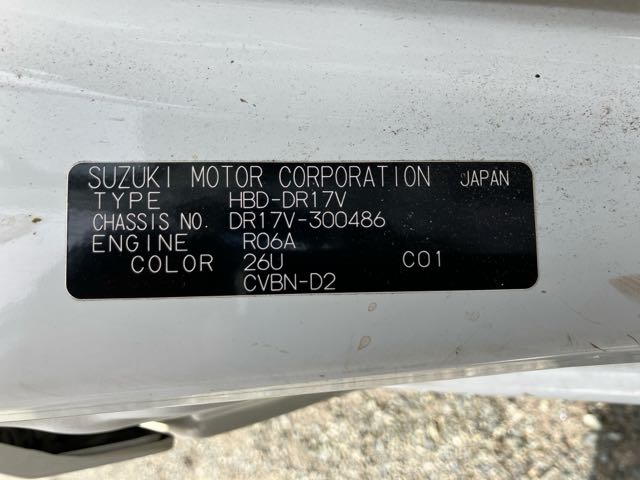 SUZUKI MOTOR CORPORATION JAPAN
TYPE HBD-DR17V
CHASSIS NO. DR17V-300486
ENGINE R06A
COLOR 26U C01
CVBN-D2